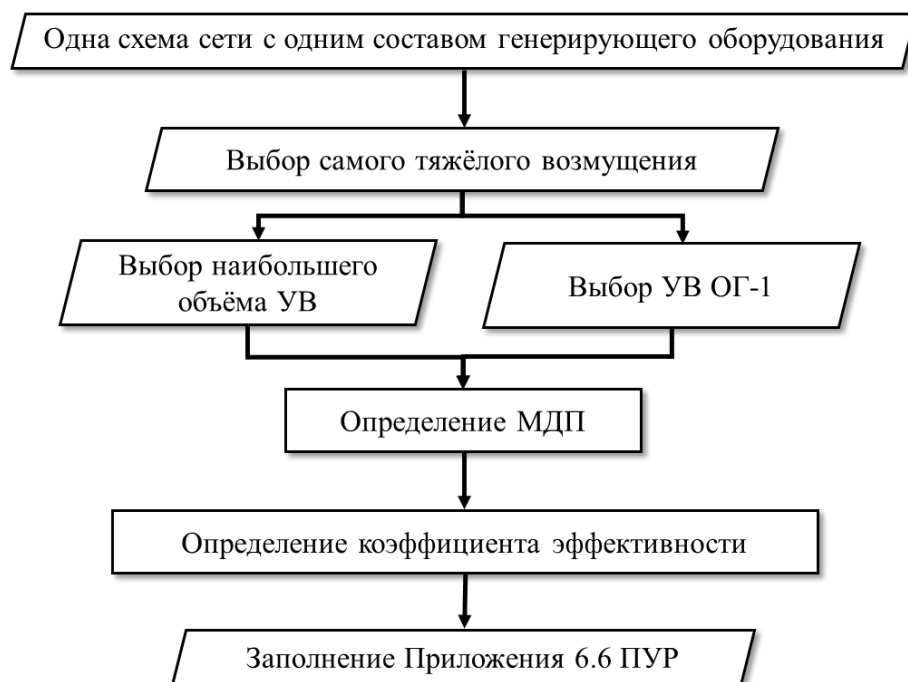 Одна схема сети с одним составом генерирующего оборудования
Выбор самого тяжёлого возмущения
Выбор наибольшего
объёма УВ
Выбор УВ ОГ-1
Определение МДП
Определение коэффициента эффективности
Заполнение Приложения 6.6 ПУР